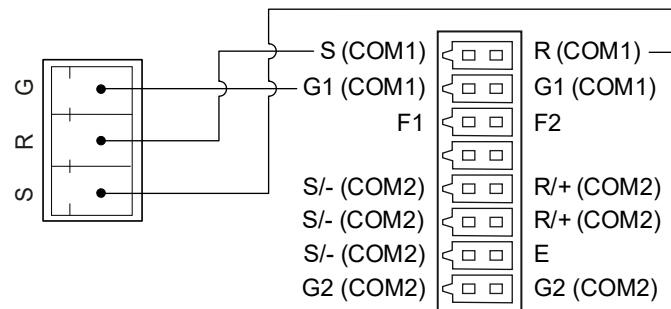 G
R
S
S (COM1) R (COM1)
G1 (COM1) G1 (COM1)
F1 F2
S/- (COM2) R/+ (COM2)
S/- (COM2) R/+ (COM2)
S/- (COM2) E
G2 (COM2) G2 (COM2)